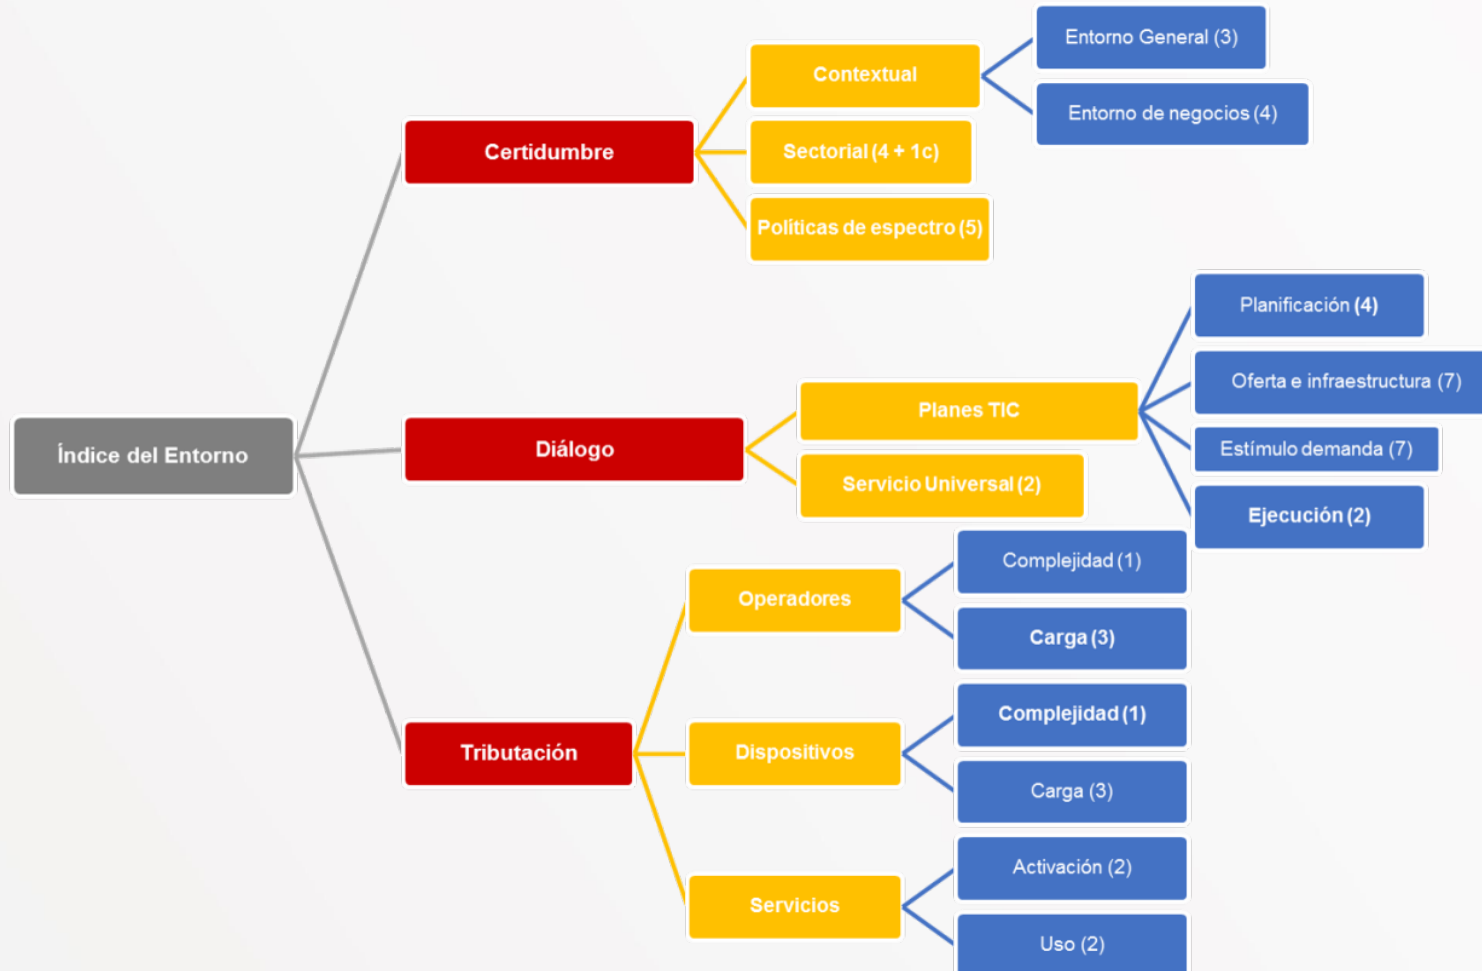 Índice del Entorno
Certidumbre
Contextual
Entorno General (3)
Entorno de negocios (4)
Sectorial (4 + 1c)
Políticas de espectro (5)
Diálogo
Planes TIC
Planificación (4)
Oferta e infraestructura (7)
Estímulo demanda (7)
Ejecución (2)
Servicio Universal (2)
Tributación
Operadores
Complejidad (1)
Carga (3)
Dispositivos
Complejidad (1)
Carga (3)
Servicios
Activación (2)
Uso (2)